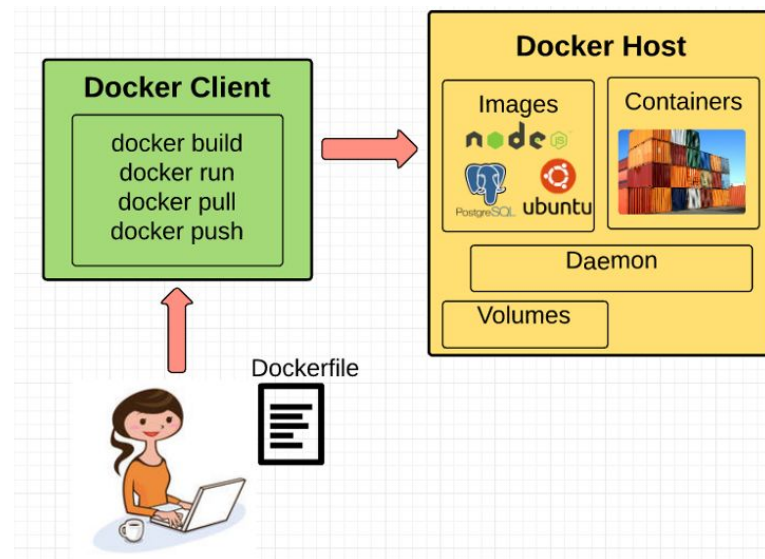 Docker Client
docker build
docker run
docker pull
docker push
Docker Host
Images
node
JS
PostgreSQL
ubuntu
Containers
Daemon
Volumes
Dockerfile